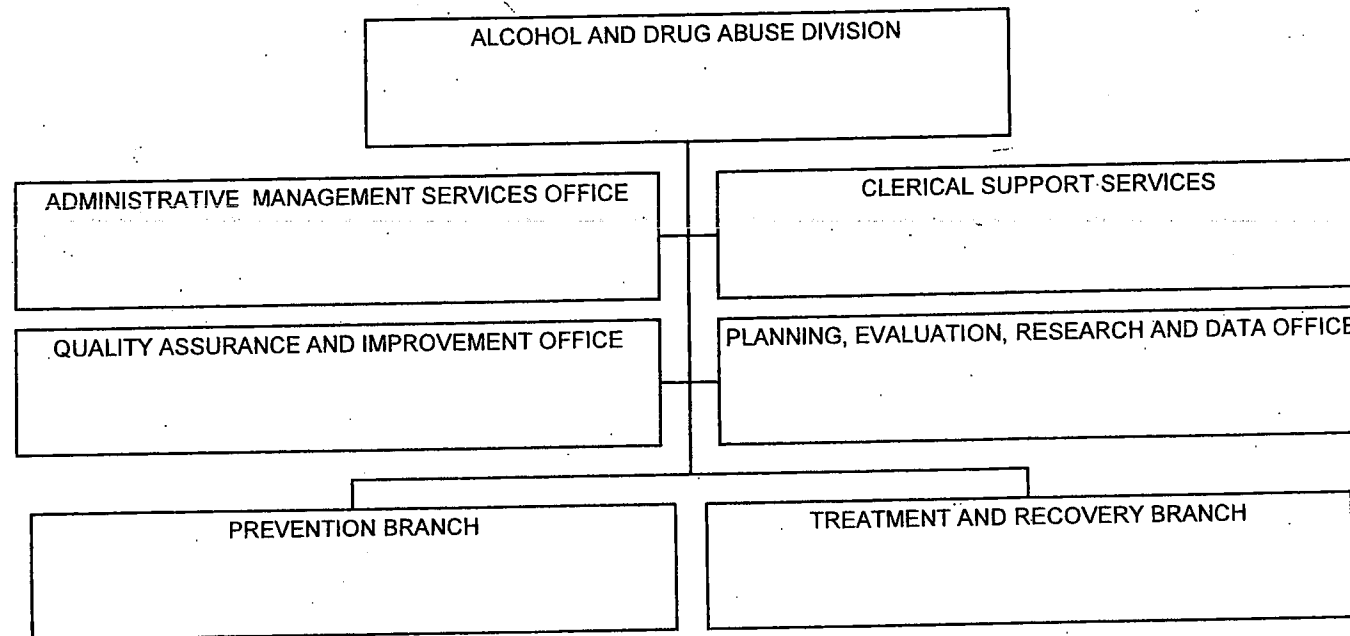 ALCOHOL AND DRUG ABUSE DIVISION
ADMINISTRATIVE MANAGEMENT SERVICES OFFICE
CLERICAL SUPPORT SERVICES
QUALITY ASSURANCE AND IMPROVEMENT OFFICE
PLANNING, EVALUATION, RESEARCH AND DATA OFFICE
PREVENTION BRANCH
TREATMENT AND RECOVERY BRANCH